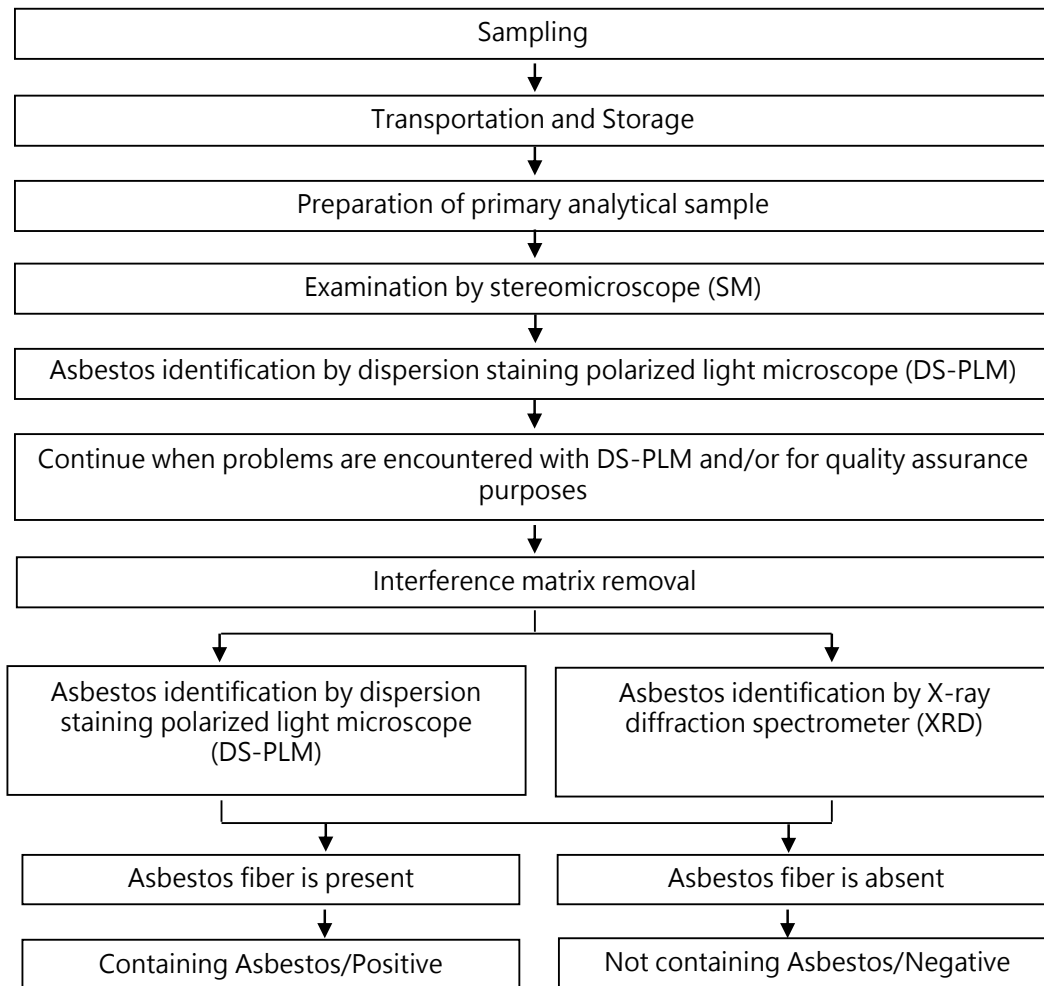 Sampling
Transportation and Storage
Preparation of primary analytical sample
Examination by stereomicroscope (SM)
Asbestos identification by dispersion staining polarized light microscope (DS-PLM)
Continue when problems are encountered with DS-PLM and/or for quality assurance
purposes
Interference matrix removal
Asbestos identification by dispersion
staining polarized light microscope
(DS-PLM)
Asbestos identification by X-ray
diffraction spectrometer (XRD)
Asbestos fiber is present
Asbestos fiber is absent
Containing Asbestos/Positive
Not containing Asbestos/Negative